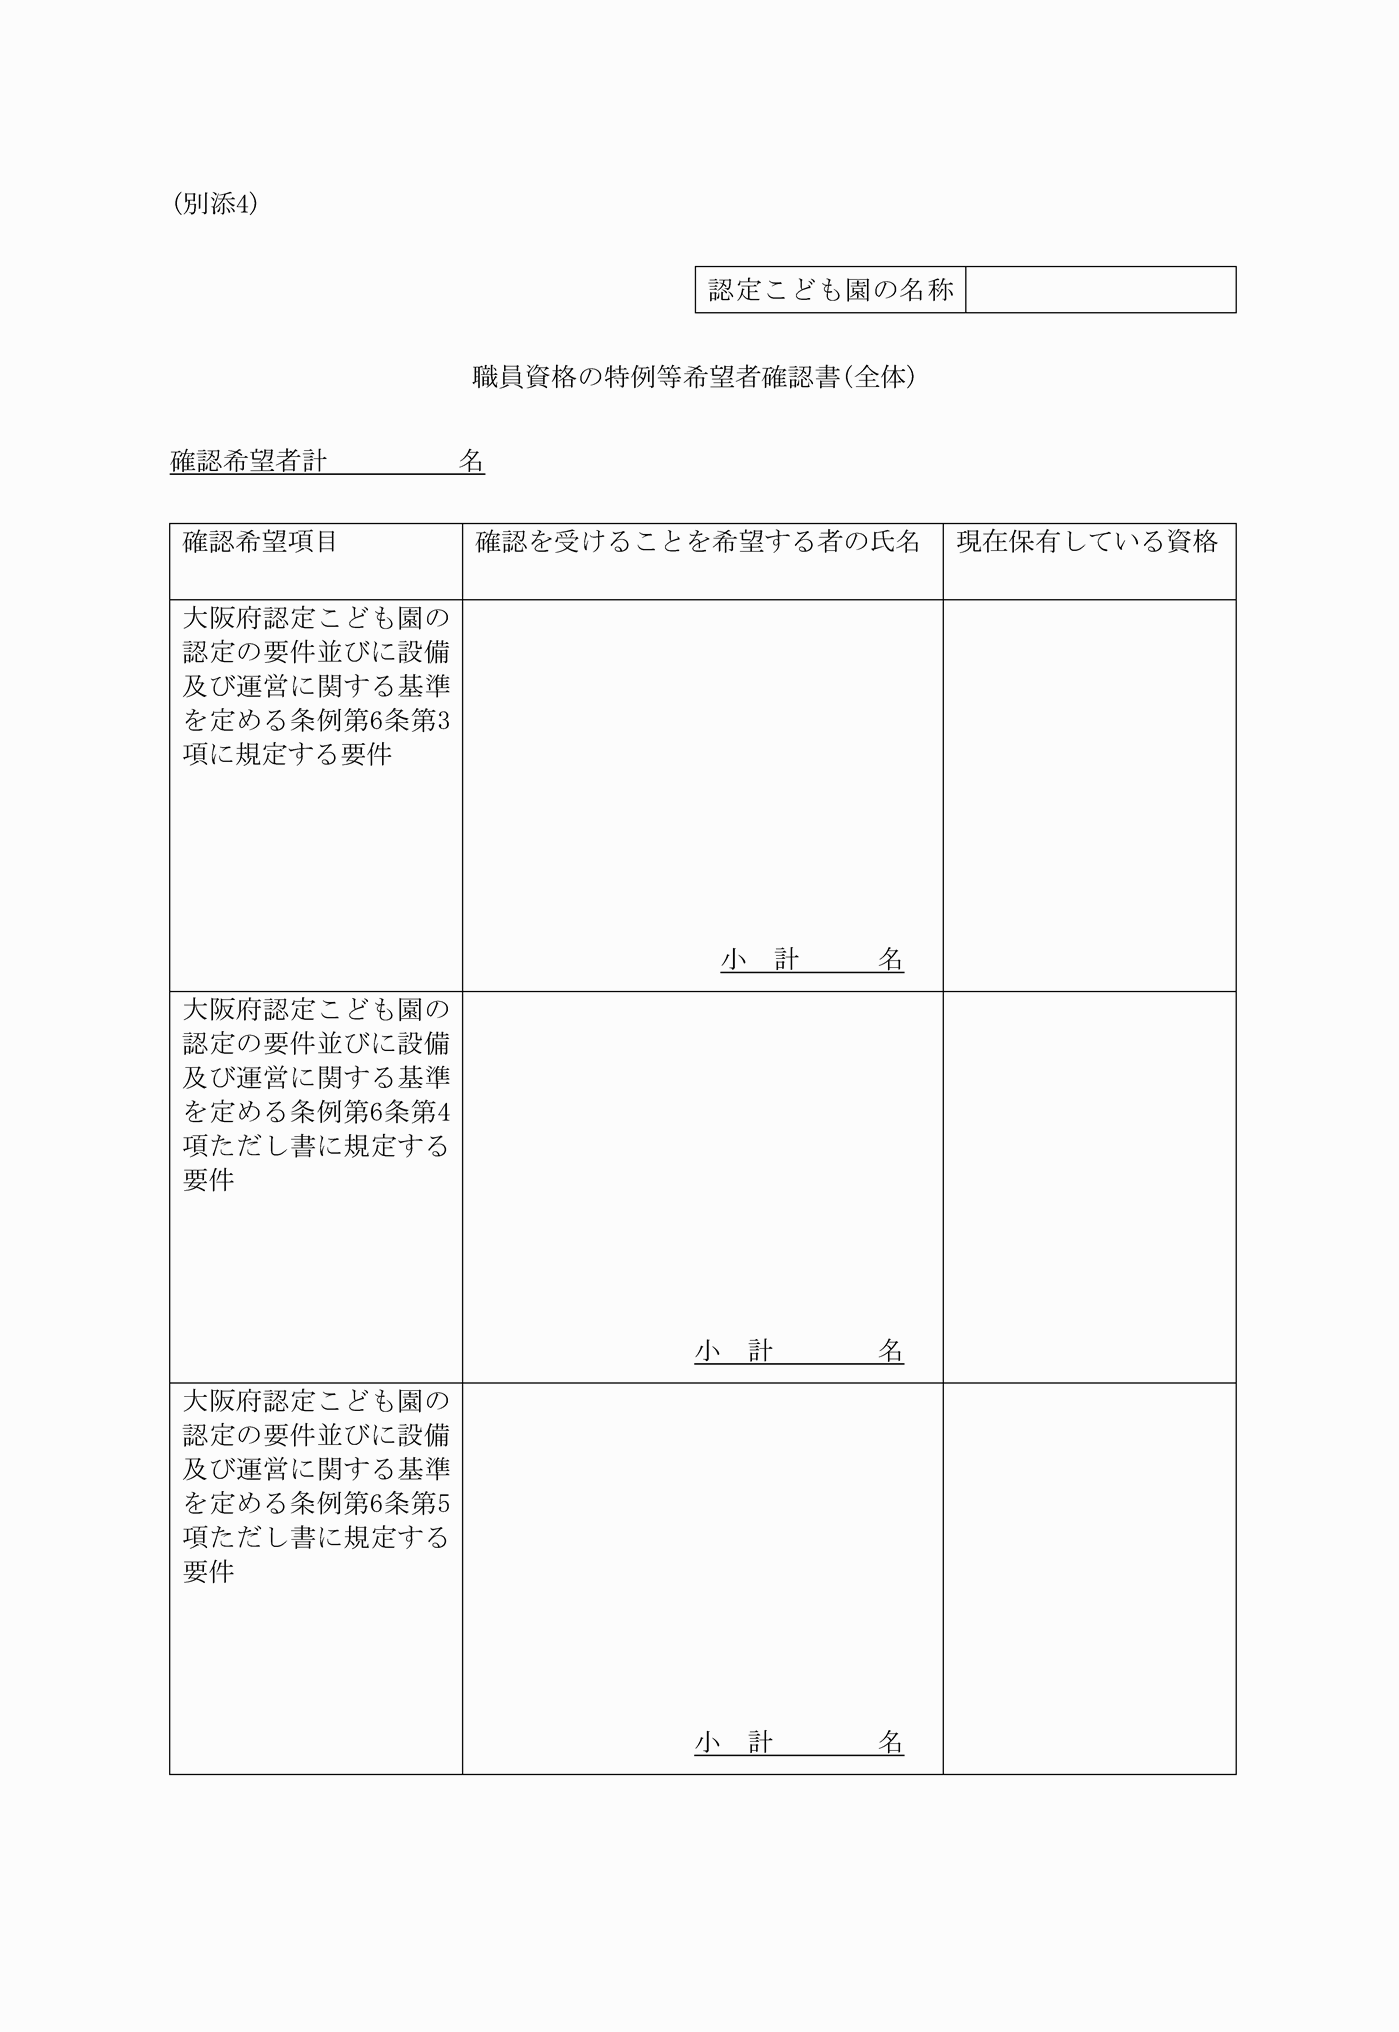 (別添4)
認定こども園の名称
職員資格の特例等希望者確認書(全体)
確認希望者計　　　　　名
確認希望項目
確認を受けることを希望する者の氏名
現在保有している資格
大阪府認定こども園の
認定の要件並びに設備
及び運営に関する基準
を定める条例第6条第3
項に規定する要件
小　計　　　名
大阪府認定こども園の
認定の要件並びに設備
及び運営に関する基準
を定める条例第6条第4
項ただし書に規定する
要件
小　計　　　　名
大阪府認定こども園の
認定の要件並びに設備
及び運営に関する基準
を定める条例第6条第5
項ただし書に規定する
要件
小　計　　　　名